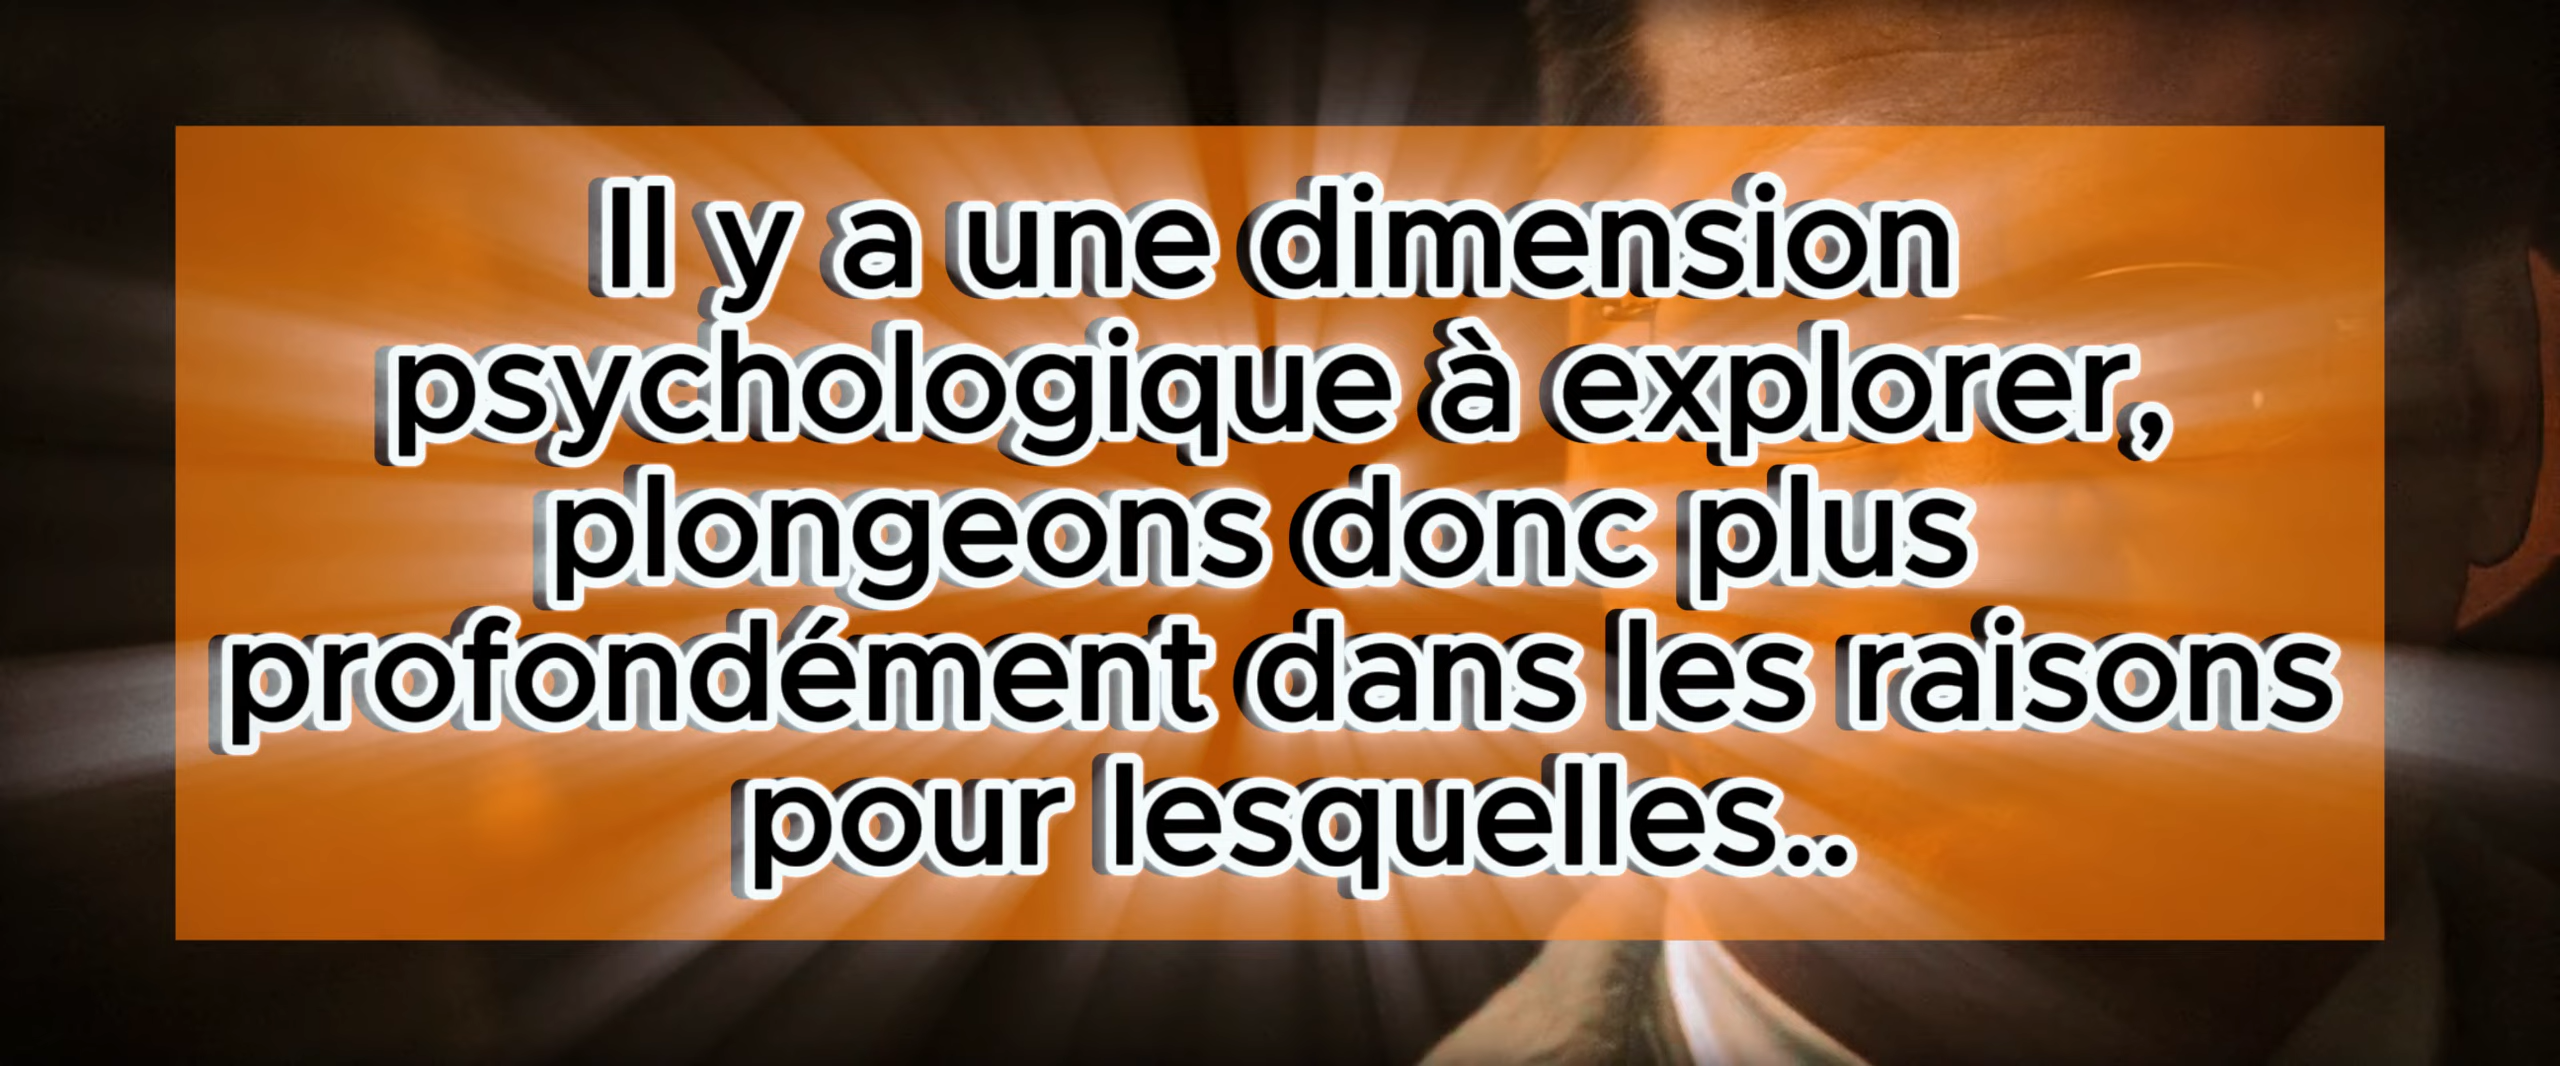 Il y a une dimension
psychologique à explorer,
plongeons donc plus
profondément dans les raisons
pour lesquelles..